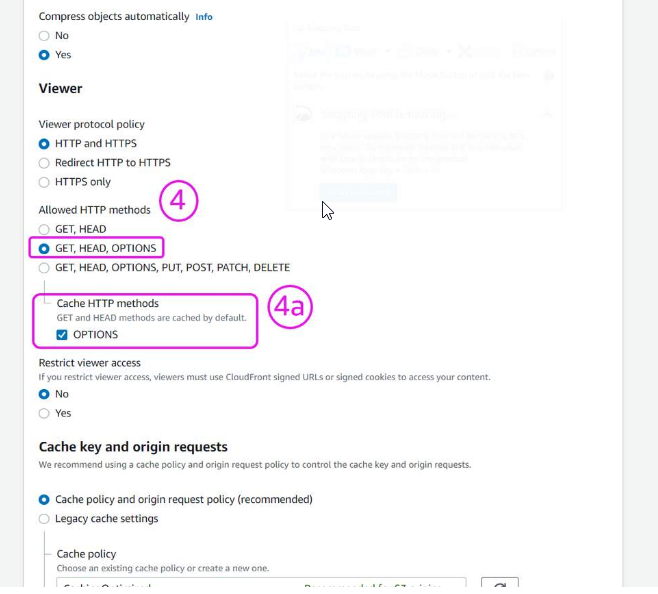 Compress objects automatically Info
No
Yes
Viewer
Viewer protocol policy
HTTP and HTTPS
Redirect HTTP to HTTPS
HTTPS only
4
Allowed HTTP methods
GET, HEAD
GET, HEAD, OPTIONS
GET, HEAD, OPTIONS, PUT, POST, PATCH, DELETE
Cache HTTP methods
4a
GET and HEAD methods are cached by default.
OPTIONS
Restrict viewer access
If you restrict viewer access, viewers must use CloudFront signed URLs or signed cookies to access your content.
No
Yes
Cache key and origin requests
We recommend using a cache policy and origin request policy to control the cache key and origin requests.
Cache policy and origin request policy (recommended)
Legacy cache settings
Cache policy
Choose an existing cache policy or create a new one.